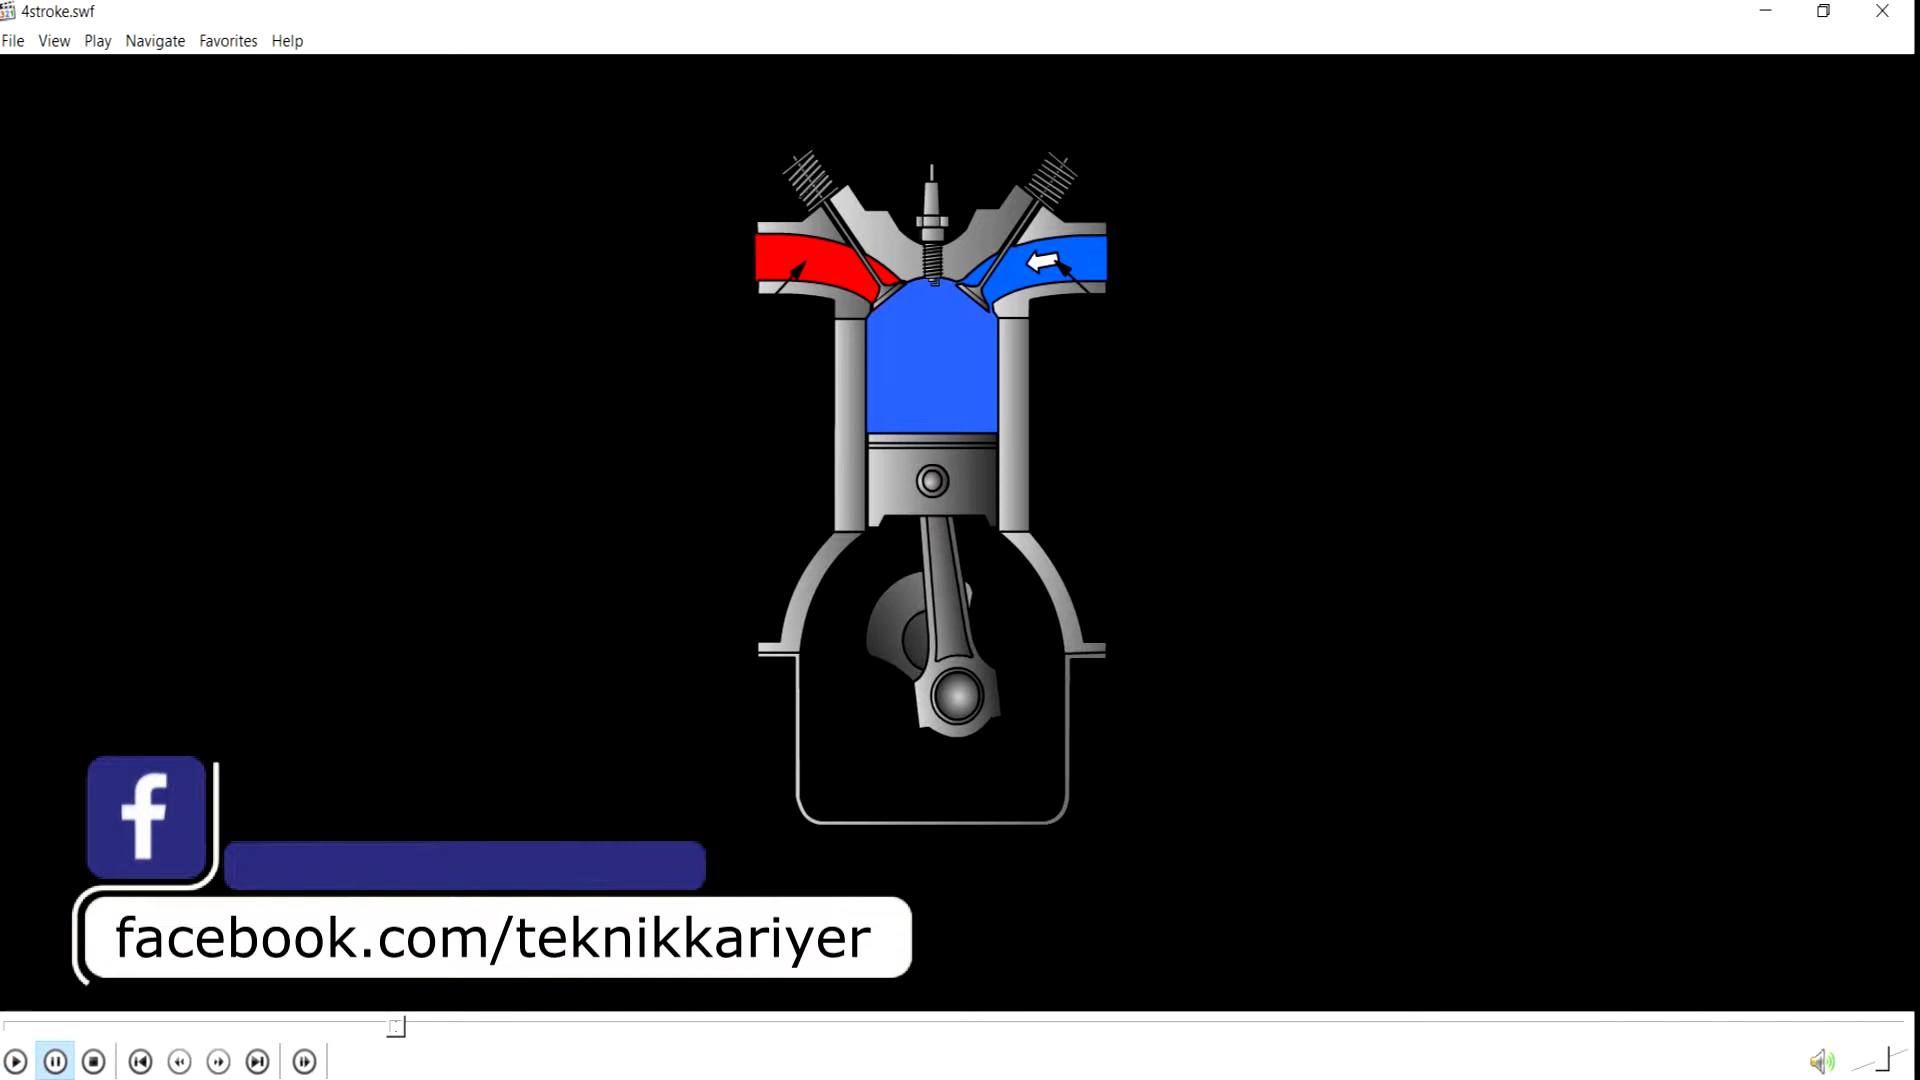 4stroke.swf
File View Play Navigate Favorites Help
f
facebook.com/teknikkariyer